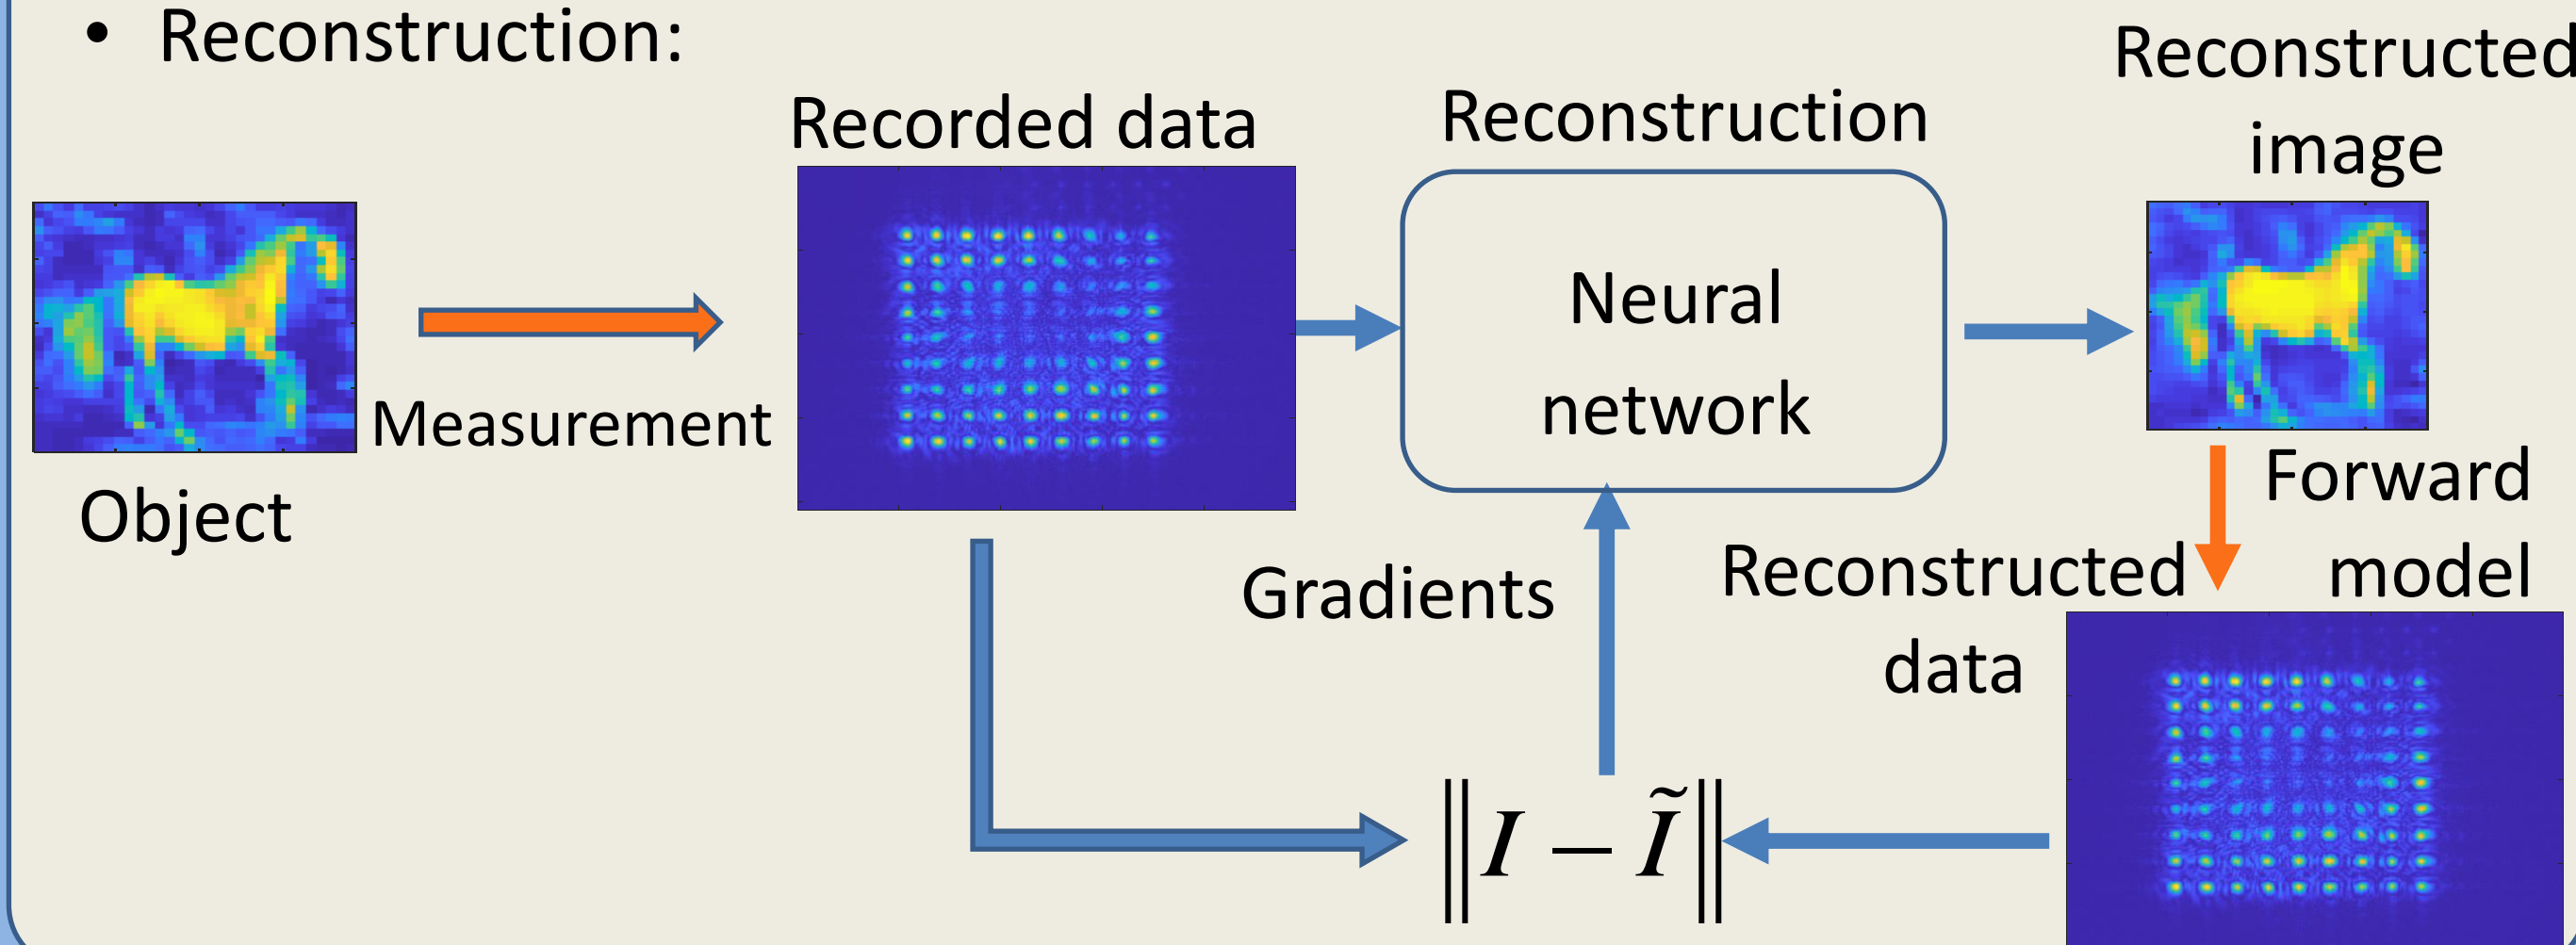 • Reconstruction:
Recorded data
Reconstruction
Reconstructed
image
Neural
network
Measurement
Object
Forward
model
Gradients
Reconstructed
data
‖I − Ĩ‖